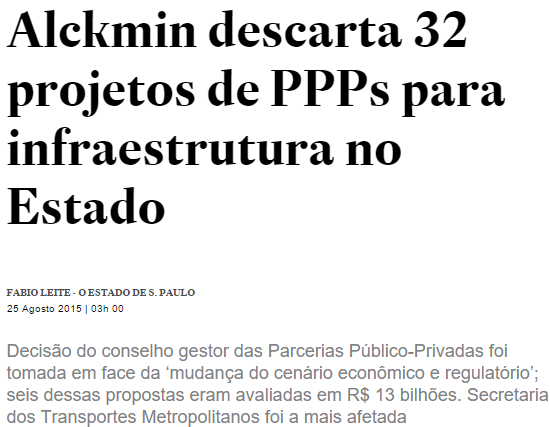 Alckmin descarta 32
projetos de PPPs para
infraestrutura no
Estado
FABIO LEITE - O ESTADO DE S. PAULO
25 Agosto 2015 | 03h 00
Decisão do conselho gestor das Parcerias Público-Privadas foi
tomada em face da ‘mudança do cenário econômico e regulatório’;
seis dessas propostas eram avaliadas em R$ 13 bilhões. Secretaria
dos Transportes Metropolitanos foi a mais afetada